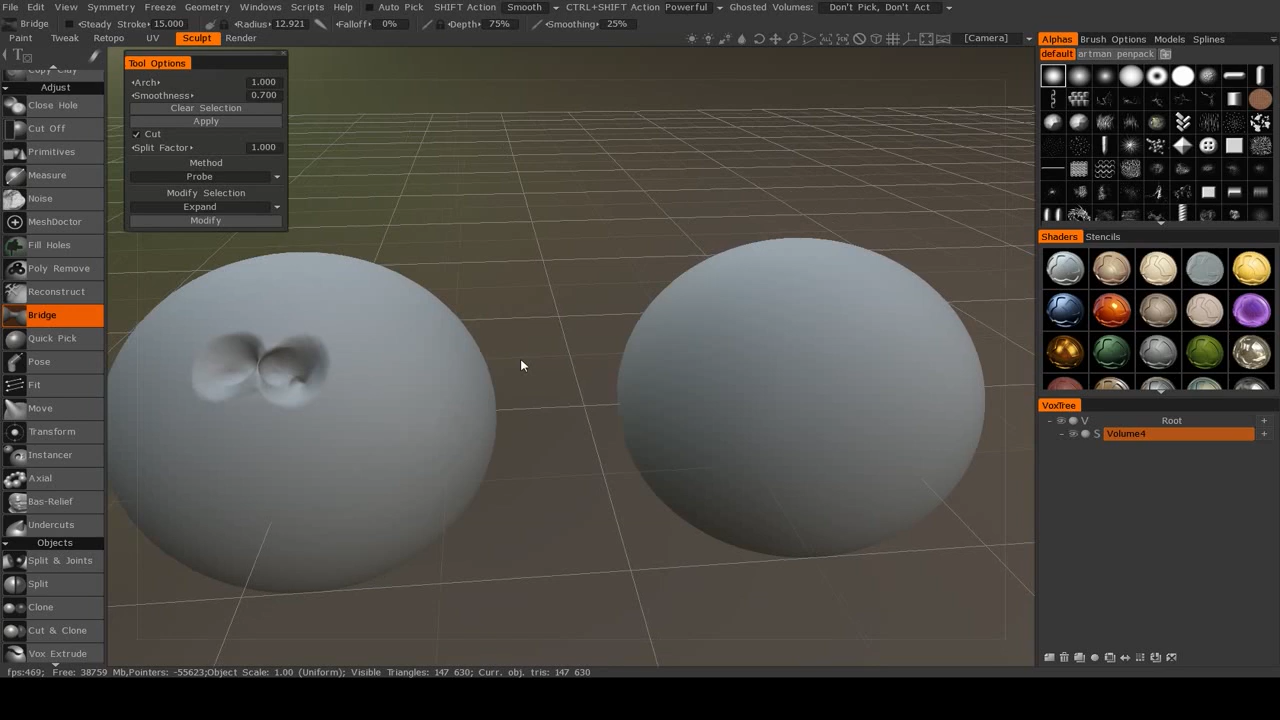 File Edit View Symmetry Freeze Geometry Windows Scripts Help Auto Pick SHIFT Action Smooth CTRL+SHIFT Action Powerful Ghosted Volumes: Don't Pick, Don't Act
Bridge Steady Stroke 15.000 Radius 12.921 Falloff 0% Depth 75% Smoothing 25%
Paint Tweak Retopo UV Sculpt Render [Camera]
Copy Clay
Adjust
Close Hole
Cut Off
Primitives
Measure
Noise
MeshDoctor
Fill Holes
Poly Remove
Reconstruct
Bridge
Quick Pick
Pose
Fit
Move
Transform
Instancer
Axial
Bas-Relief
Undercuts
Objects
Split & Joints
Split
Clone
Cut & Clone
Vox Extrude
Tool Options
Arch 1.000
Smoothness 0.700
Clear Selection
Apply
Cut
Split Factor 1.000
Method
Probe
Modify Selection
Expand
Modify
Alphas Brush Options Models Splines
default artman penpack
Shaders Stencils
VoxTree
V Root +
S Volume4 +
fps:469; Free: 38759 Mb,Pointers: -55623;Object Scale: 1.00 (Uniform); Visible Triangles: 147 630; Curr. obj. tris: 147 630